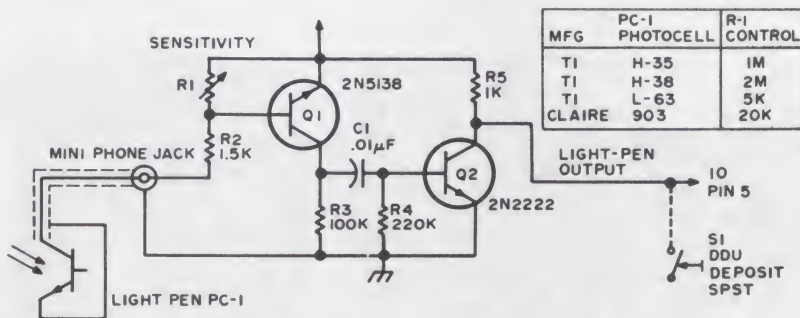 SENSITIVITY
R1
2N5138
Q1
R2
1.5K
MINI PHONE JACK
C1
.01µF
R3
100K
R4
220K
Q2
2N2222
R5
1K
LIGHT-PEN
OUTPUT
IO
PIN 5
S1
DDU
DEPOSIT
SPST
LIGHT PEN PC-1
MFG PC-1 PHOTOCELL R-1 CONTROL
TI H-35 1M
TI H-38 2M
TI L-63 5K
CLAIRE 903 20K